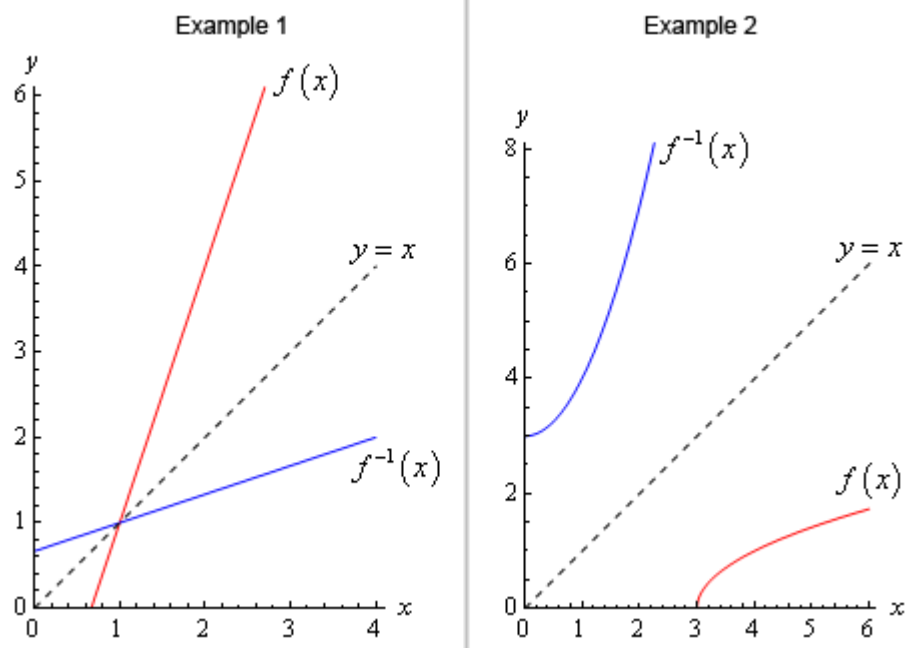 Example 1
y
6
5
4
3
2
1
0
f(x)
y = x
f⁻¹(x)
0 1 2 3 4 x
Example 2
y
8
6
4
2
0
f⁻¹(x)
y = x
f(x)
0 1 2 3 4 5 6 x